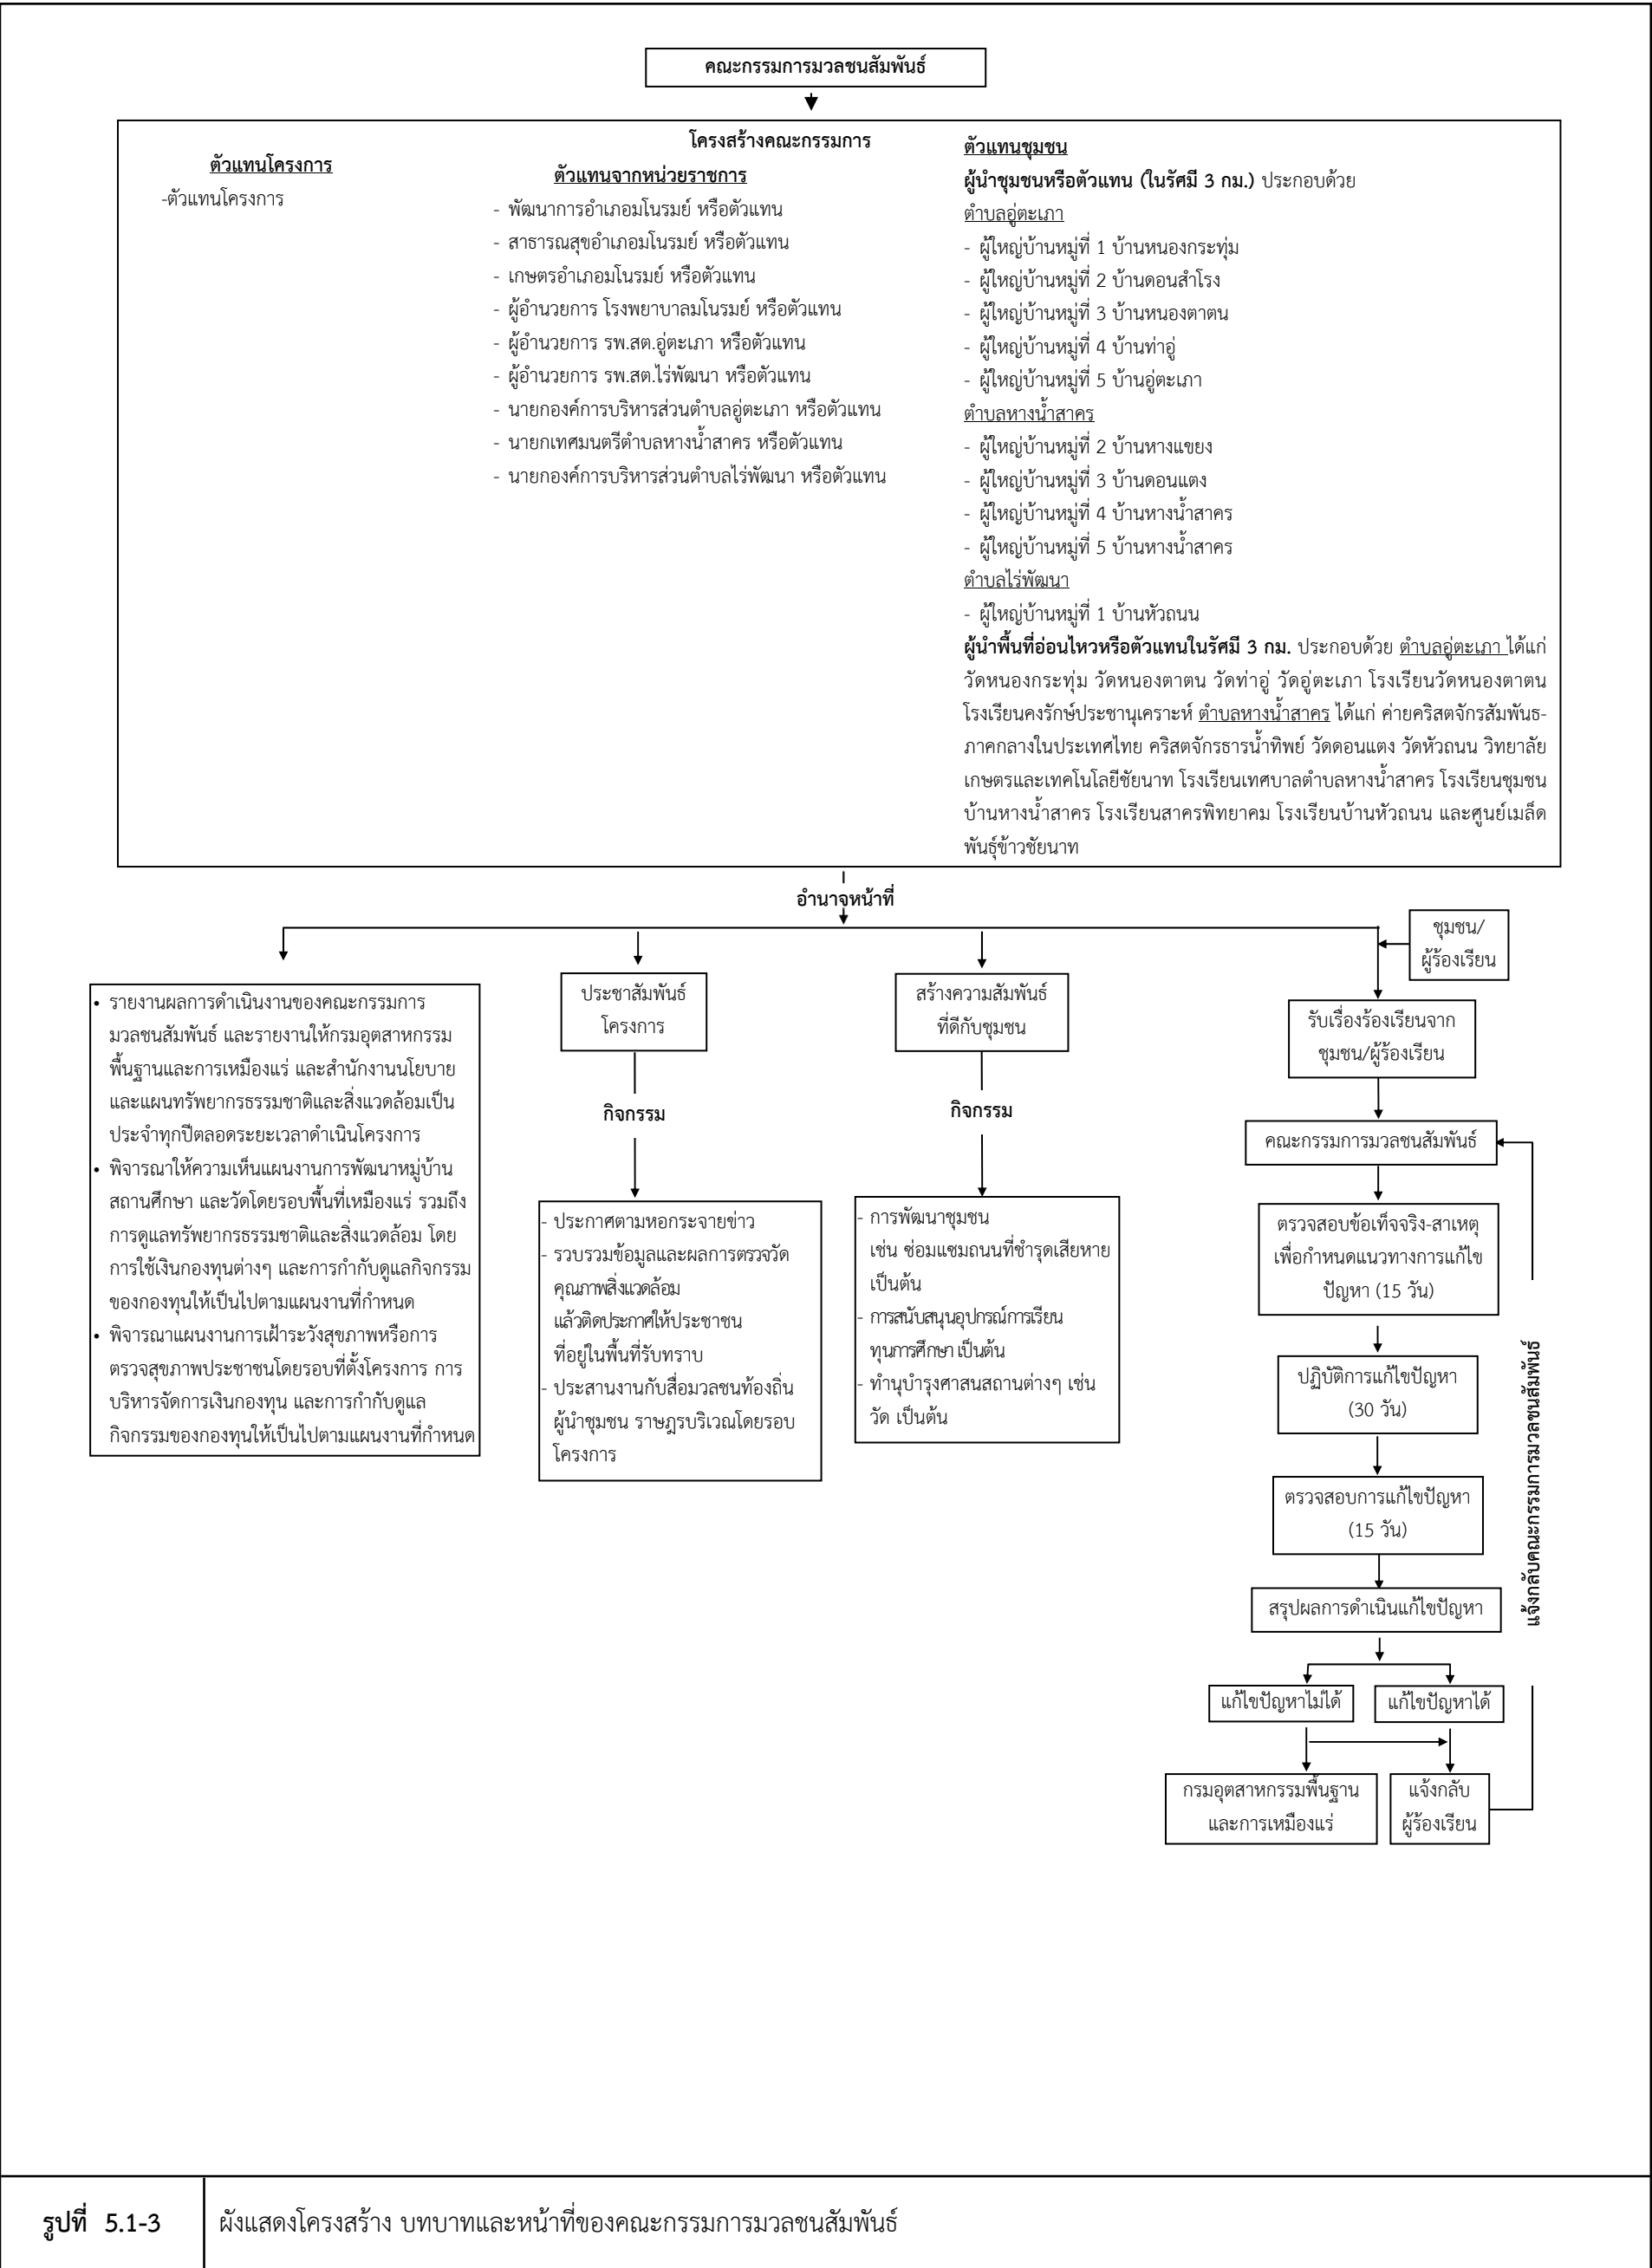 คณะกรรมการมวลชนสัมพันธ์
โครงสร้างคณะกรรมการ
ตัวแทนโครงการ
-ตัวแทนโครงการ
ตัวแทนจากหน่วยราชการ
- พัฒนาการอำเภอมโนรมย์ หรือตัวแทน
- สาธารณสุขอำเภอมโนรมย์ หรือตัวแทน
- เกษตรอำเภอมโนรมย์ หรือตัวแทน
- ผู้อำนวยการ โรงพยาบาลมโนรมย์ หรือตัวแทน
- ผู้อำนวยการ รพ.สต.อู่ตะเภา หรือตัวแทน
- ผู้อำนวยการ รพ.สต.ไร่พัฒนา หรือตัวแทน
- นายกองค์การบริหารส่วนตำบลอู่ตะเภา หรือตัวแทน
- นายกเทศมนตรีตำบลหางน้ำสาคร หรือตัวแทน
- นายกองค์การบริหารส่วนตำบลไร่พัฒนา หรือตัวแทน
ตัวแทนชุมชน
ผู้นำชุมชนหรือตัวแทน (ในรัศมี 3 กม.) ประกอบด้วย
ตำบลอู่ตะเภา
- ผู้ใหญ่บ้านหมู่ที่ 1 บ้านหนองกระทุ่ม
- ผู้ใหญ่บ้านหมู่ที่ 2 บ้านดอนสำโรง
- ผู้ใหญ่บ้านหมู่ที่ 3 บ้านหนองตาตน
- ผู้ใหญ่บ้านหมู่ที่ 4 บ้านท่าอู่
- ผู้ใหญ่บ้านหมู่ที่ 5 บ้านอู่ตะเภา
ตำบลหางน้ำสาคร
- ผู้ใหญ่บ้านหมู่ที่ 2 บ้านหางแขยง
- ผู้ใหญ่บ้านหมู่ที่ 3 บ้านดอนแตง
- ผู้ใหญ่บ้านหมู่ที่ 4 บ้านหางน้ำสาคร
- ผู้ใหญ่บ้านหมู่ที่ 5 บ้านหางน้ำสาคร
ตำบลไร่พัฒนา
- ผู้ใหญ่บ้านหมู่ที่ 1 บ้านหัวถนน
ผู้นำพื้นที่อ่อนไหวหรือตัวแทนในรัศมี 3 กม. ประกอบด้วย ตำบลอู่ตะเภา ได้แก่
วัดหนองกระทุ่ม วัดหนองตาตน วัดท่าอู่ วัดอู่ตะเภา โรงเรียนวัดหนองตาตน
โรงเรียนคงรักษ์ประชานุเคราะห์ ตำบลหางน้ำสาคร ได้แก่ ค่ายคริสตจักรสัมพันธ-
ภาคกลางในประเทศไทย คริสตจักรธารน้ำทิพย์ วัดดอนแตง วัดหัวถนน วิทยาลัย
เกษตรและเทคโนโลยีชัยนาท โรงเรียนเทศบาลตำบลหางน้ำสาคร โรงเรียนชุมชน
บ้านหางน้ำสาคร โรงเรียนสาครพิทยาคม โรงเรียนบ้านหัวถนน และศูนย์เมล็ด
พันธุ์ข้าวชัยนาท
อำนาจหน้าที่
• รายงานผลการดำเนินงานของคณะกรรมการ
มวลชนสัมพันธ์ และรายงานให้กรมอุตสาหกรรม
พื้นฐานและการเหมืองแร่ และสำนักงานนโยบาย
และแผนทรัพยากรธรรมชาติและสิ่งแวดล้อมเป็น
ประจำทุกปีตลอดระยะเวลาดำเนินโครงการ
• พิจารณาให้ความเห็นแผนงานการพัฒนาหมู่บ้าน
สถานศึกษา และวัดโดยรอบพื้นที่เหมืองแร่ รวมถึง
การดูแลทรัพยากรธรรมชาติและสิ่งแวดล้อม โดย
การใช้เงินกองทุนต่างๆ และการกำกับดูแลกิจกรรม
ของกองทุนให้เป็นไปตามแผนงานที่กำหนด
• พิจารณาแผนงานการเฝ้าระวังสุขภาพหรือการ
ตรวจสุขภาพประชาชนโดยรอบที่ตั้งโครงการ การ
บริหารจัดการเงินกองทุน และการกำกับดูแล
กิจกรรมของกองทุนให้เป็นไปตามแผนงานที่กำหนด
ประชาสัมพันธ์
โครงการ
กิจกรรม
- ประกาศตามหอกระจายข่าว
- รวบรวมข้อมูลและผลการตรวจวัด
คุณภาพสิ่งแวดล้อม
แล้วติดประกาศให้ประชาชน
ที่อยู่ในพื้นที่รับทราบ
- ประสานงานกับสื่อมวลชนท้องถิ่น
ผู้นำชุมชน ราษฎรบริเวณโดยรอบ
โครงการ
สร้างความสัมพันธ์
ที่ดีกับชุมชน
กิจกรรม
- การพัฒนาชุมชน
เช่น ซ่อมแซมถนนที่ชำรุดเสียหาย
เป็นต้น
- การสนับสนุนอุปกรณ์การเรียน
ทุนการศึกษา เป็นต้น
- ทำนุบำรุงศาสนสถานต่างๆ เช่น
วัด เป็นต้น
ชุมชน/
ผู้ร้องเรียน
รับเรื่องร้องเรียนจาก
ชุมชน/ผู้ร้องเรียน
คณะกรรมการมวลชนสัมพันธ์
ตรวจสอบข้อเท็จจริง-สาเหตุ
เพื่อกำหนดแนวทางการแก้ไข
ปัญหา (15 วัน)
ปฏิบัติการแก้ไขปัญหา
(30 วัน)
ตรวจสอบการแก้ไขปัญหา
(15 วัน)
สรุปผลการดำเนินแก้ไขปัญหา
แก้ไขปัญหาไม่ได้
แก้ไขปัญหาได้
กรมอุตสาหกรรมพื้นฐาน
และการเหมืองแร่
แจ้งกลับ
ผู้ร้องเรียน
แจ้งกลับคณะกรรมการมวลชนสัมพันธ์
รูปที่ 5.1-3
ผังแสดงโครงสร้าง บทบาทและหน้าที่ของคณะกรรมการมวลชนสัมพันธ์